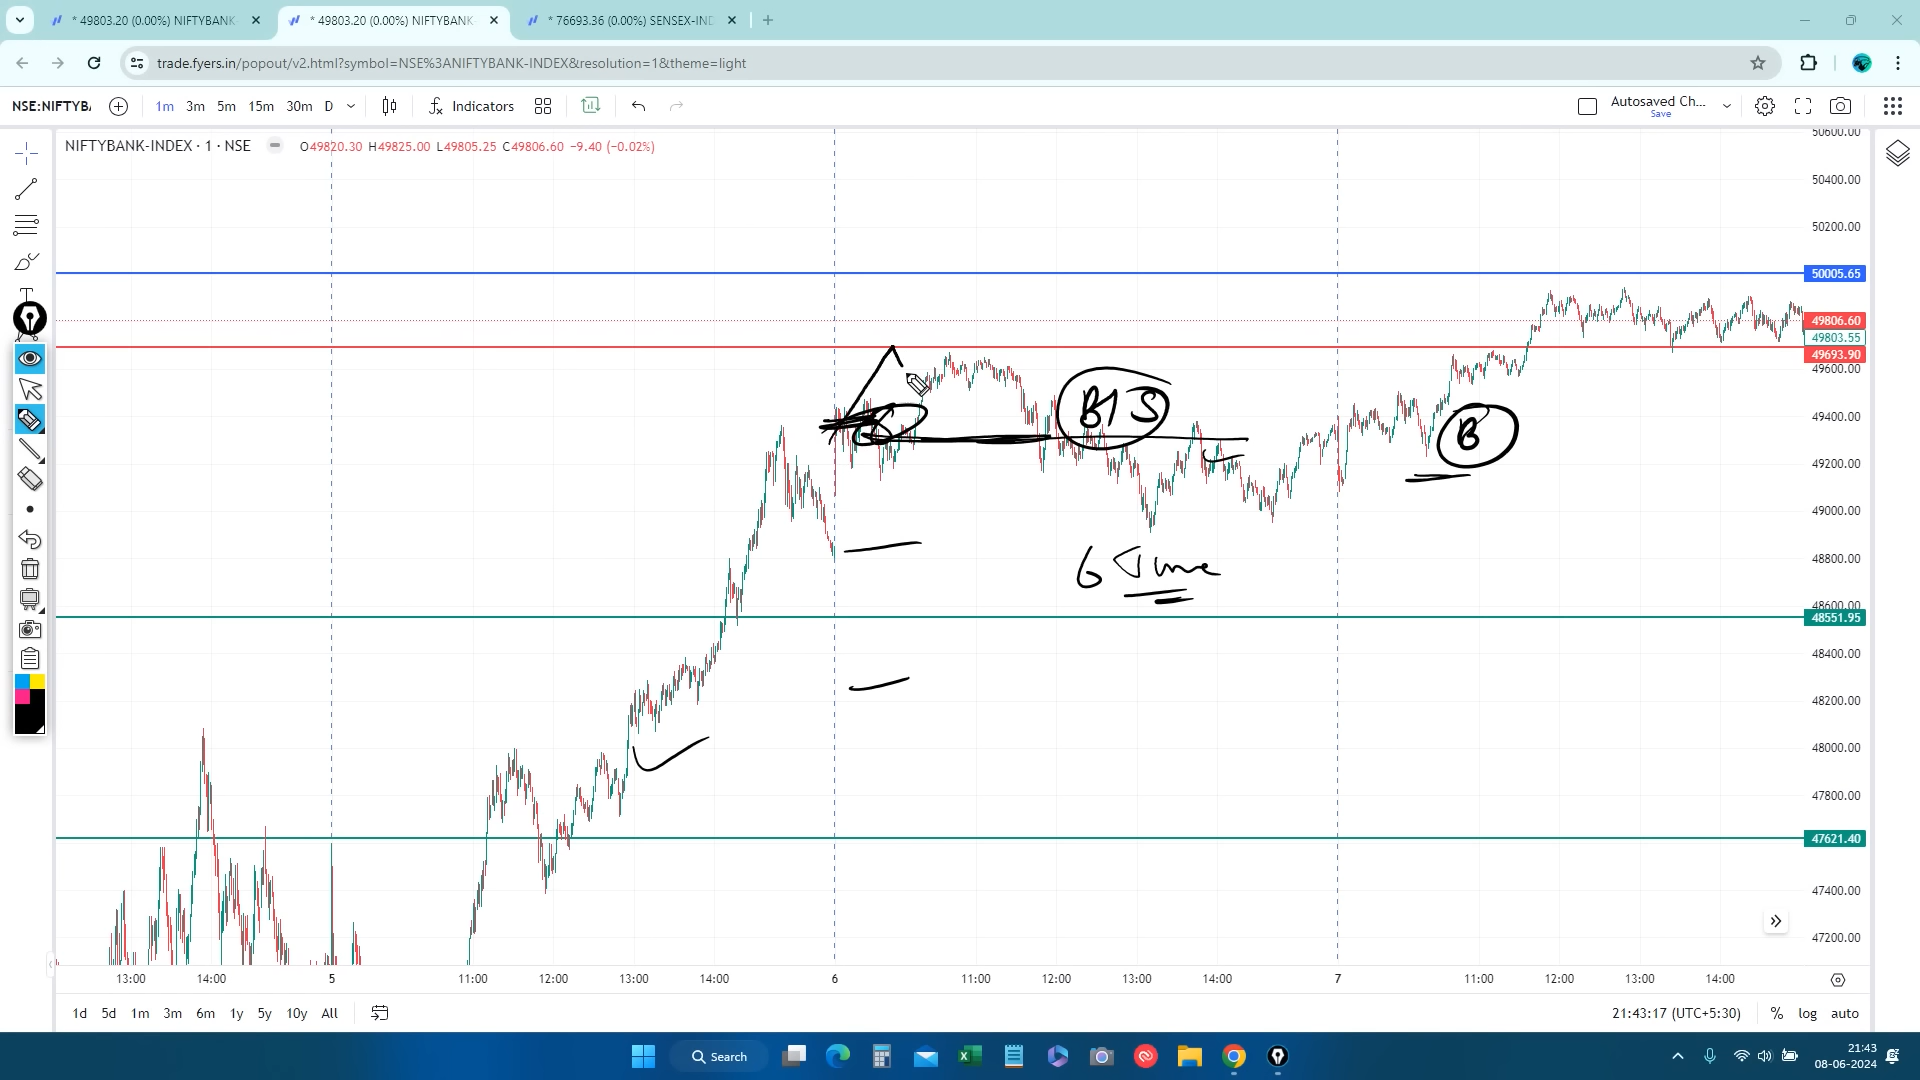 * 49803.20 (0.00%) NIFTYBANK-
* 49803.20 (0.00%) NIFTYBANK-
* 76693.36 (0.00%) SENSEX-IND
trade.fyers.in/popout/v2.html?symbol=NSE%3ANIFTYBANK-INDEX&resolution=1&theme=light
NSE:NIFTYB
1m 3m 5m 15m 30m D
Indicators
Autosaved Ch...
Save
NIFTYBANK-INDEX · 1 · NSE
O49820.30 H49825.00 L49805.25 C49806.60 −9.40 (−0.02%)
50600.00
50400.00
50200.00
50005.65
49806.60
49803.55
49693.90
49600.00
49400.00
49200.00
49000.00
48800.00
48600.00
48551.95
48400.00
48200.00
48000.00
47800.00
47621.40
47400.00
47200.00
S
B1S
B
6 June
13:00 14:00 5 11:00 12:00 13:00 14:00 6 11:00 12:00 13:00 14:00 7 11:00 12:00 13:00 14:00
1d 5d 1m 3m 6m 1y 5y 10y All
21:43:17 (UTC+5:30) % log auto
Search
21:43
08-06-2024